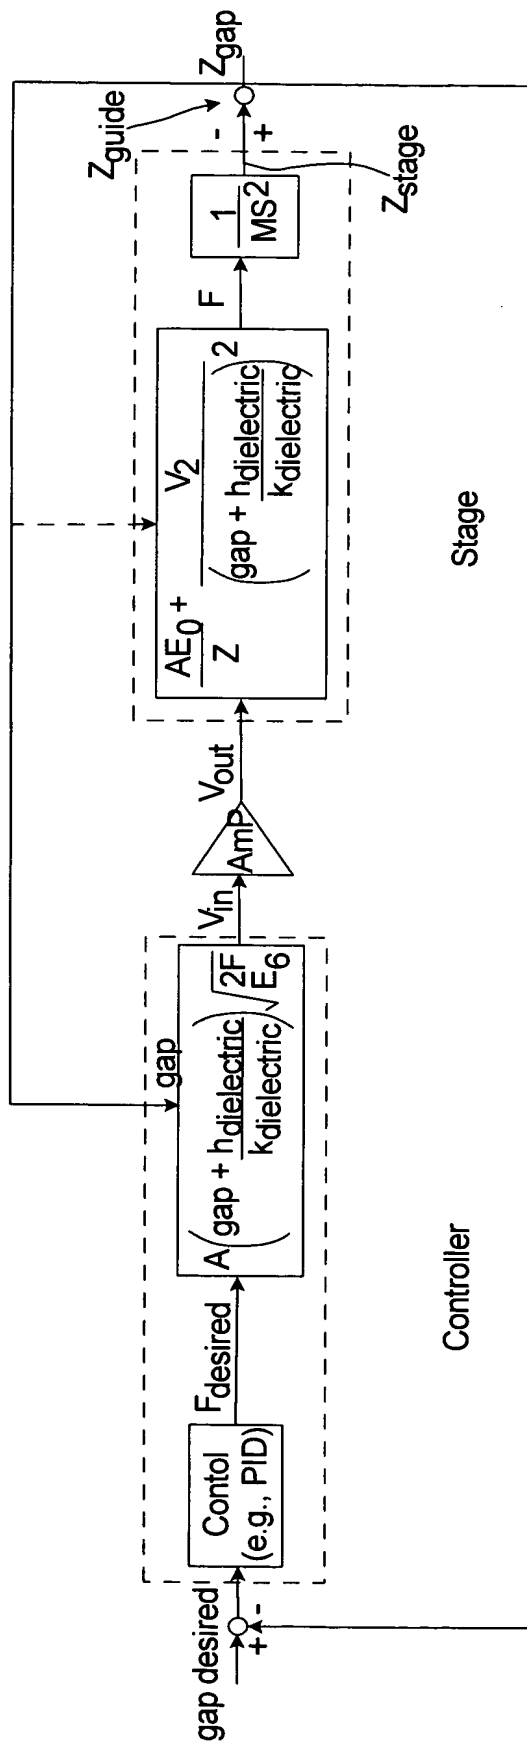 gap desired
+
-
Contol
(e.g., PID)
Fdesired
gap
A(gap + hdielectric/kdielectric)√2F/E6
Vin
AmP
Vout
AE0 +/Z V2/(gap + hdielectric/kdielectric)2
F
1/MS2
Zguide
-
+
Zstage
Zgap
Controller
Stage